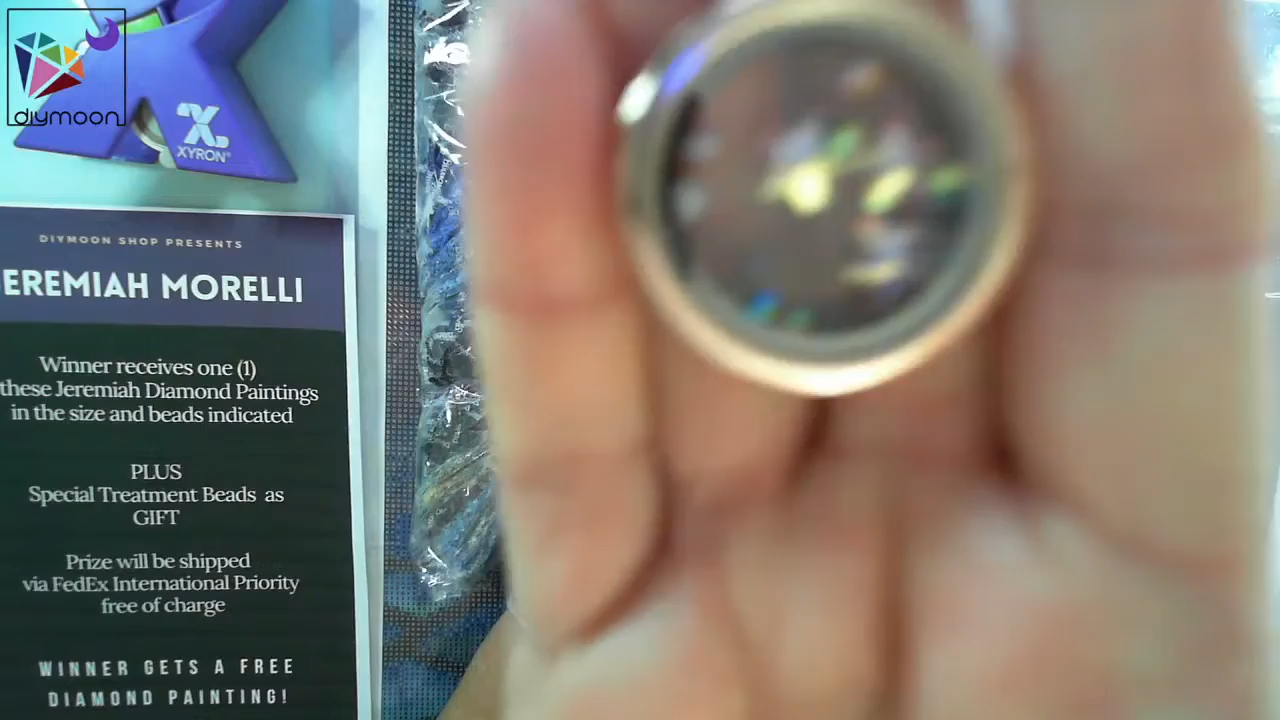 diymoon
XYRON
DIYMOON SHOP PRESENTS
JEREMIAH MORELLI
Winner receives one (1)
these Jeremiah Diamond Paintings
in the size and beads indicated
PLUS
Special Treatment Beads as
GIFT
Prize will be shipped
via FedEx International Priority
free of charge
WINNER GETS A FREE
DIAMOND PAINTING!